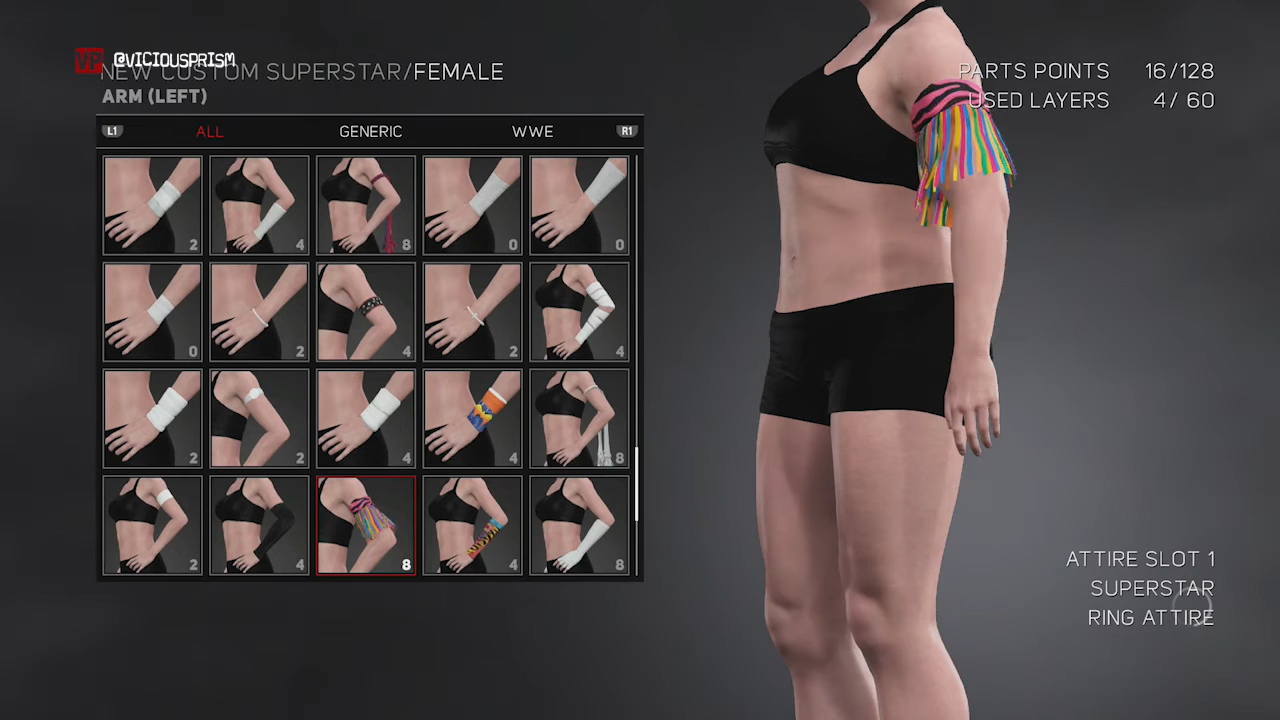 VP @VICIOUSPRISM
NEW CUSTOM SUPERSTAR/FEMALE
ARM (LEFT)
PARTS POINTS 16/128
USED LAYERS 4/60
L1 ALL GENERIC WWE R1
2 4 8 0 0
0 2 4 2 4
2 2 4 4 8
2 4 8 4 8
ATTIRE SLOT 1
SUPERSTAR
RING ATTIRE